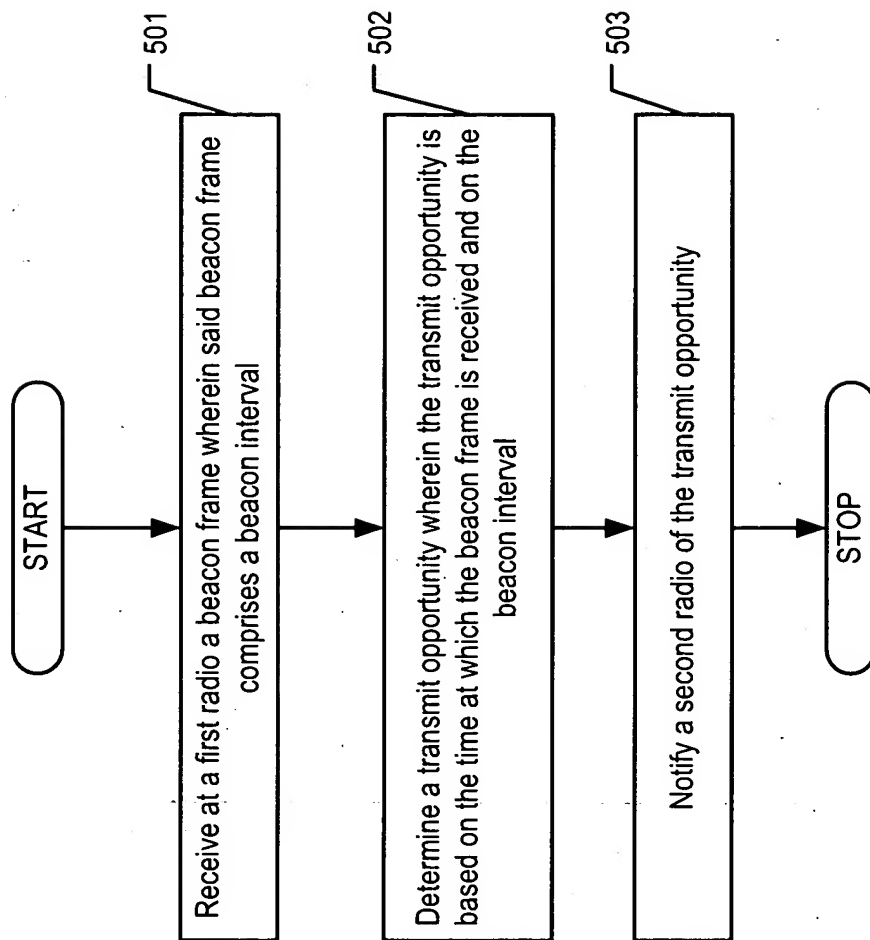 START
501
Receive at a first radio a beacon frame wherein said beacon frame
comprises a beacon interval
502
Determine a transmit opportunity wherein the transmit opportunity is
based on the time at which the beacon frame is received and on the
beacon interval
503
Notify a second radio of the transmit opportunity
STOP